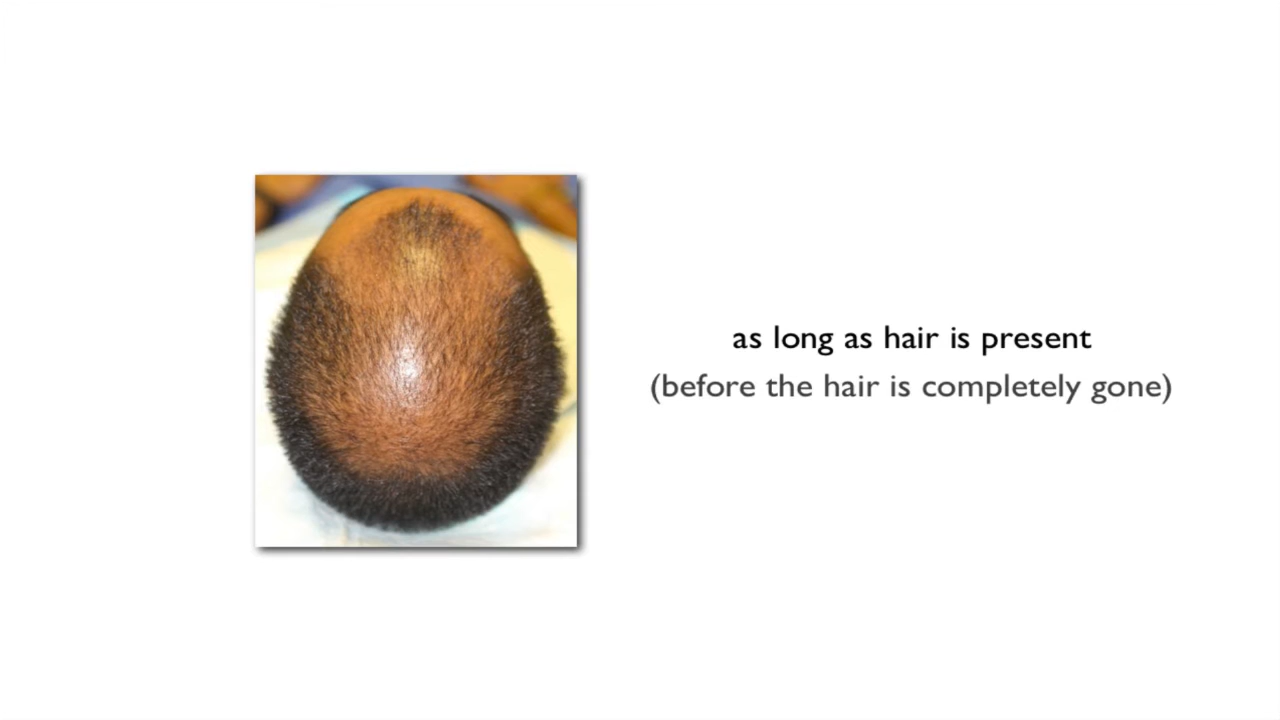 as long as hair is present
(before the hair is completely gone)